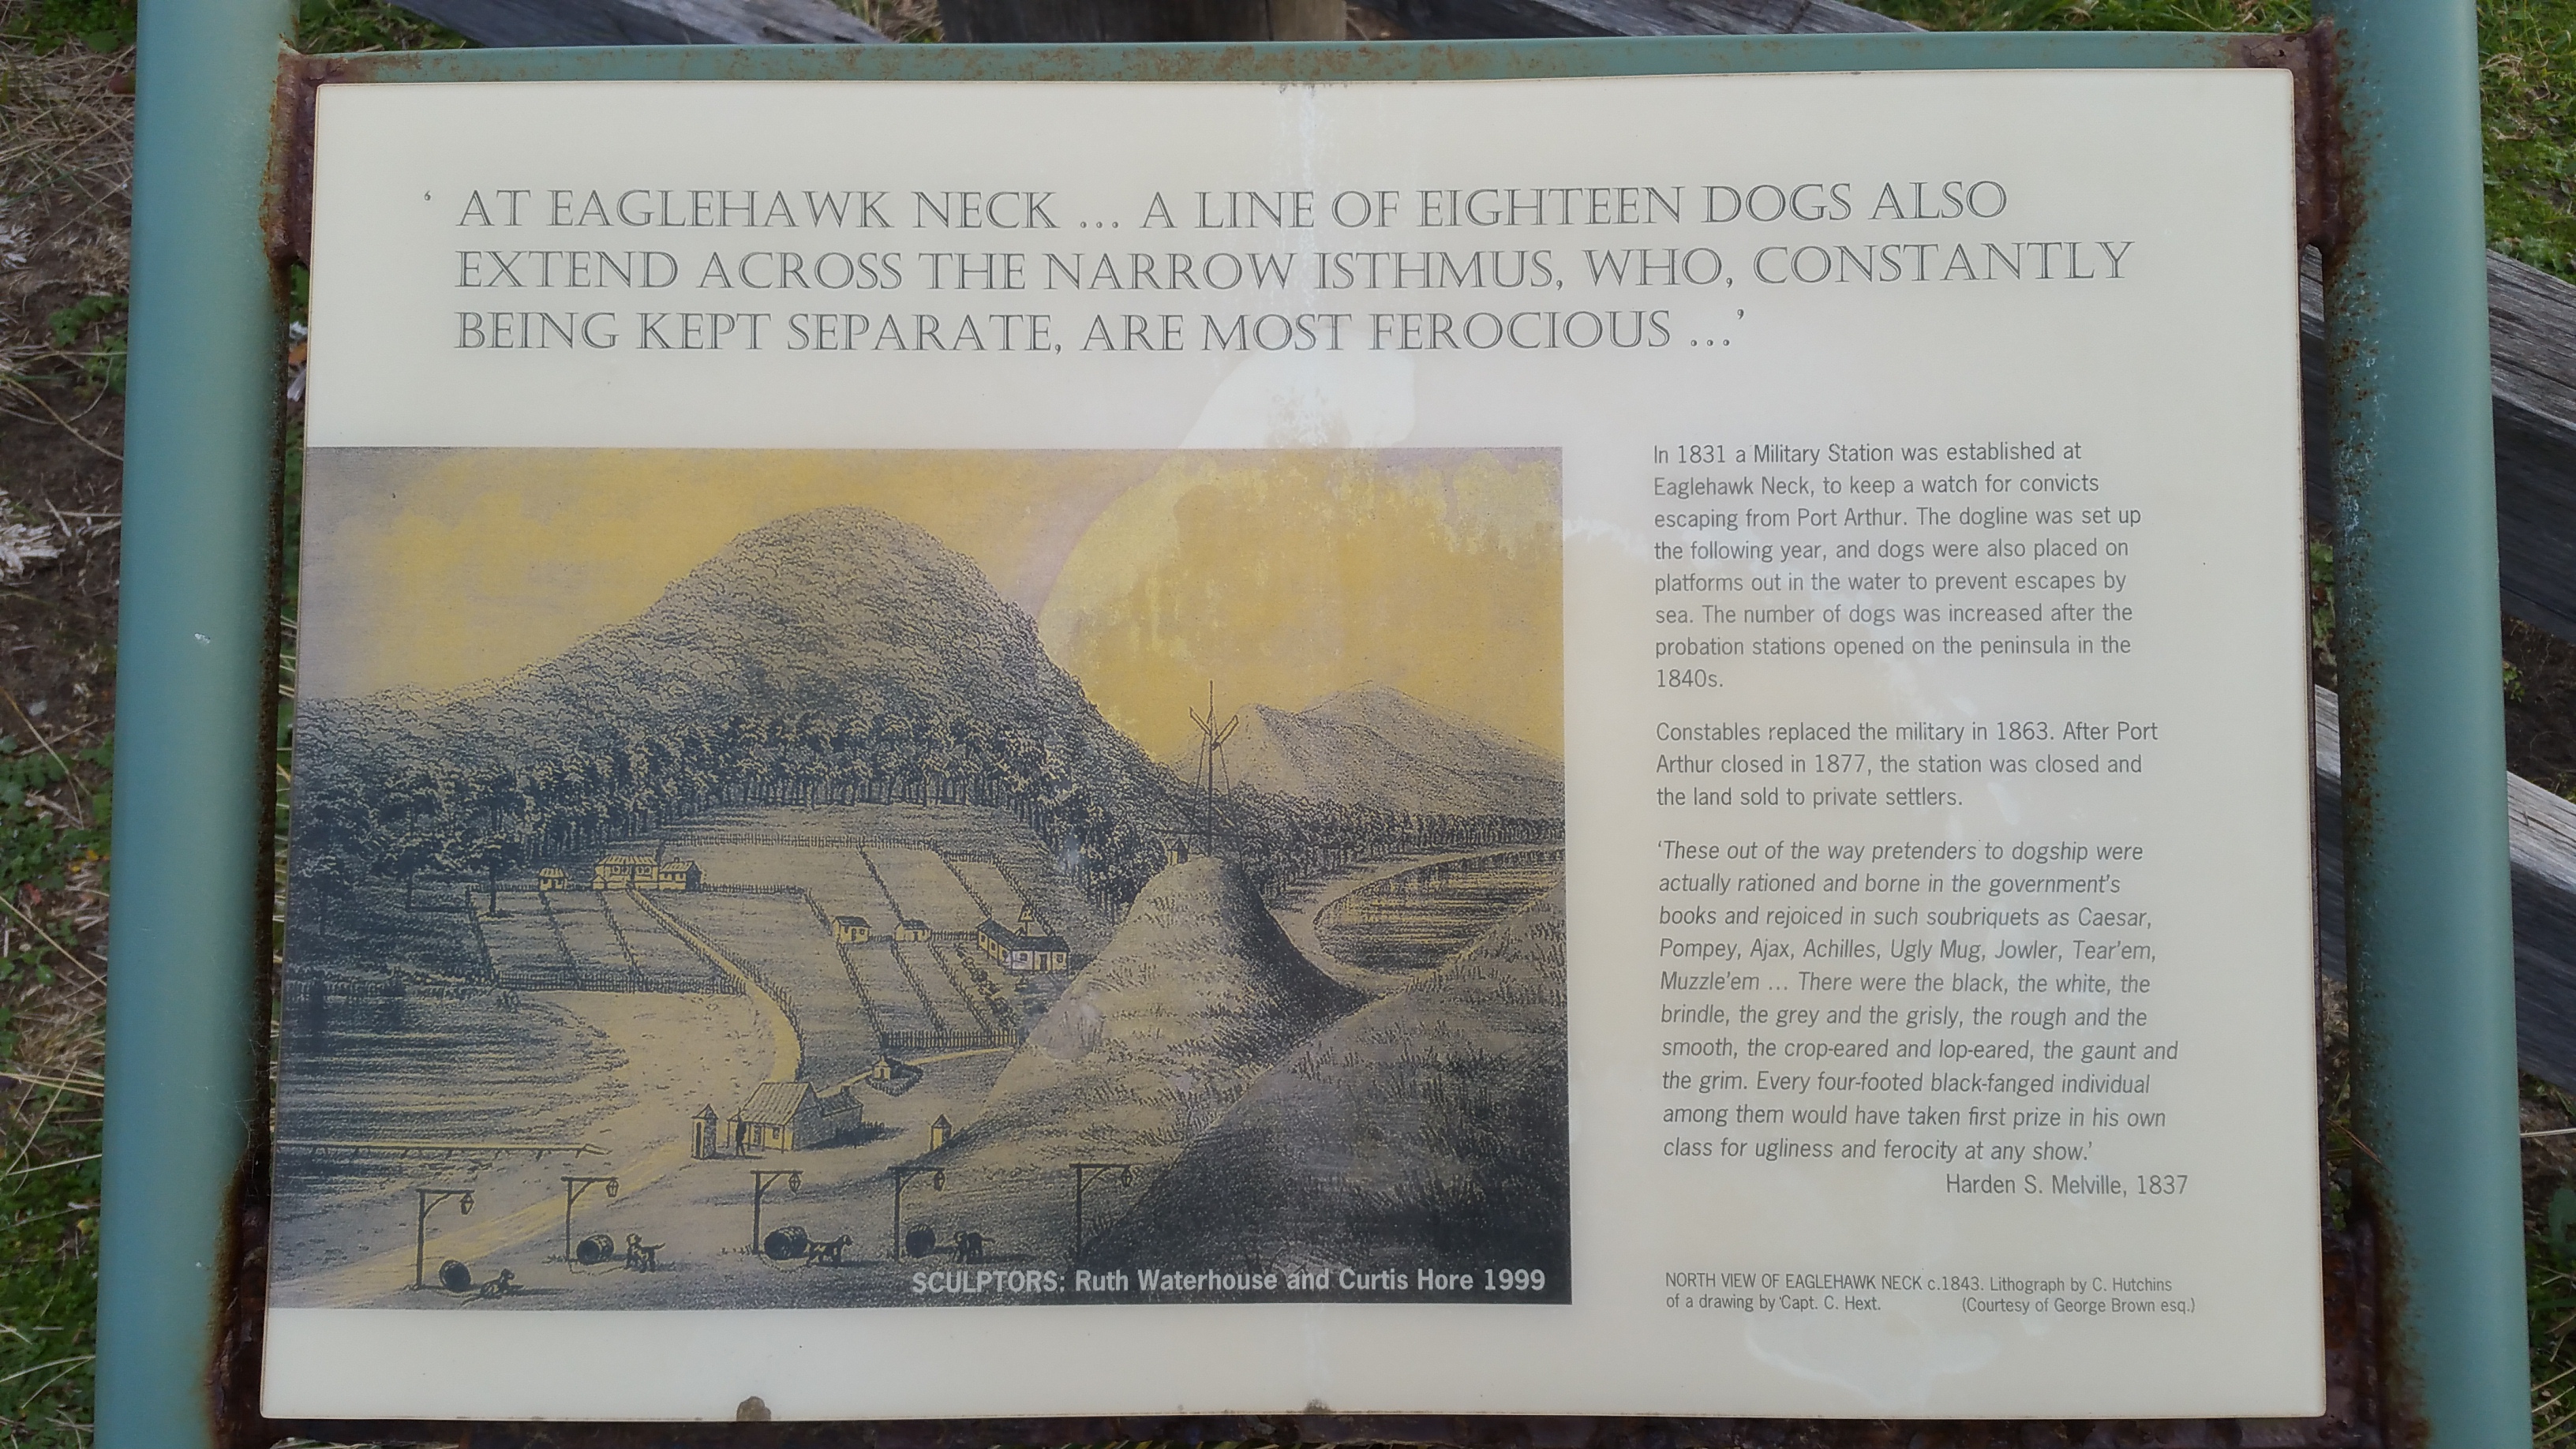 ‘ AT EAGLEHAWK NECK ... A LINE OF EIGHTEEN DOGS ALSO
EXTEND ACROSS THE NARROW ISTHMUS, WHO, CONSTANTLY
BEING KEPT SEPARATE, ARE MOST FEROCIOUS ...’
In 1831 a Military Station was established at
Eaglehawk Neck, to keep a watch for convicts
escaping from Port Arthur. The dogline was set up
the following year, and dogs were also placed on
platforms out in the water to prevent escapes by
sea. The number of dogs was increased after the
probation stations opened on the peninsula in the
1840s.
Constables replaced the military in 1863. After Port
Arthur closed in 1877, the station was closed and
the land sold to private settlers.
‘These out of the way pretenders to dogship were
actually rationed and borne in the government’s
books and rejoiced in such soubriquets as Caesar,
Pompey, Ajax, Achilles, Ugly Mug, Jowler, Tear’em,
Muzzle’em ... There were the black, the white, the
brindle, the grey and the grisly, the rough and the
smooth, the crop-eared and lop-eared, the gaunt and
the grim. Every four-footed black-fanged individual
among them would have taken first prize in his own
class for ugliness and ferocity at any show.’
Harden S. Melville, 1837
SCULPTORS: Ruth Waterhouse and Curtis Hore 1999
NORTH VIEW OF EAGLEHAWK NECK c.1843. Lithograph by C. Hutchins
of a drawing by Capt. C. Hext. (Courtesy of George Brown esq.)